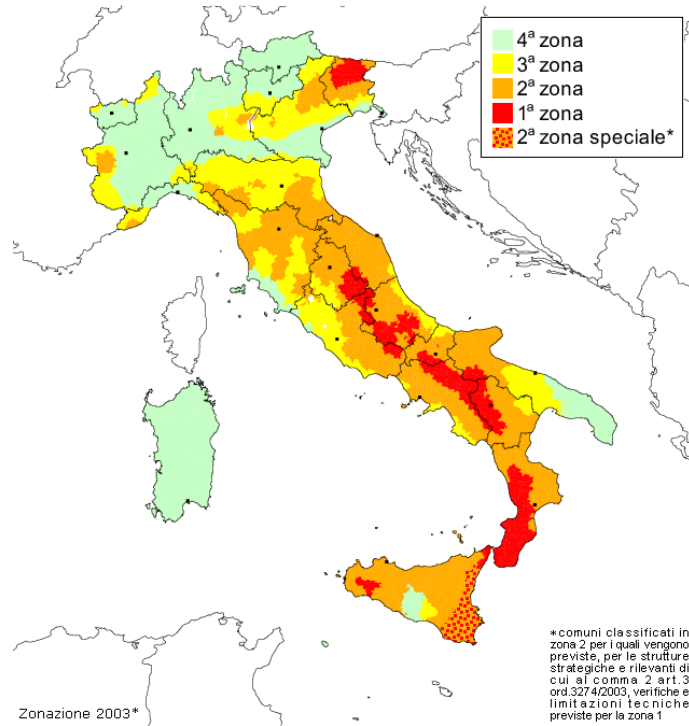 4ª zona
3ª zona
2ª zona
1ª zona
2ª zona speciale*
*comuni classificati in
zona 2 per i quali vengono
previste, per le strutture
strategiche e rilevanti di
cui al comma 2 art.3
ord.3274/2003, verifiche e
limitazioni tecniche
previste per la zona 1
Zonazione 2003*